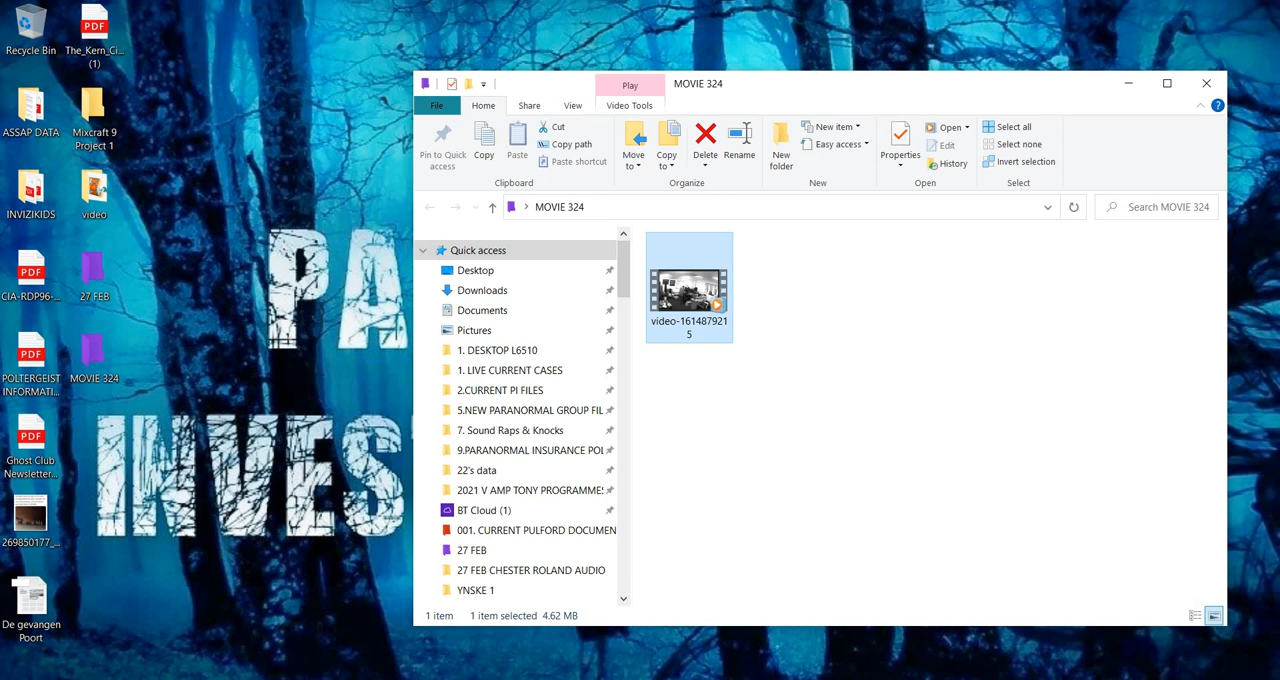 Recycle Bin
The_Kern_Ci...
(1)
ASSAP DATA
Mixcraft 9
Project 1
INVIZIKIDS
video
CIA-RDP96-...
27 FEB
POLTERGEIST
INFORMATI...
MOVIE 324
Ghost Club
Newsletter...
269850177_...
De gevangen
Poort
PDF
PDF
PDF
PDF
PA
INVES
Play
MOVIE 324
File
Home
Share
View
Video Tools
Pin to Quick
access
Copy
Paste
Cut
Copy path
Paste shortcut
Clipboard
Move
to
Copy
to
Delete
Rename
Organize
New
folder
New item
Easy access
New
Properties
Open
Edit
History
Open
Select all
Select none
Invert selection
Select
MOVIE 324
Search MOVIE 324
Quick access
Desktop
Downloads
Documents
Pictures
1. DESKTOP L6510
1. LIVE CURRENT CASES
2.CURRENT PI FILES
5.NEW PARANORMAL GROUP FIL
7. Sound Raps & Knocks
9.PARANORMAL INSURANCE POL
22's data
2021 V AMP TONY PROGRAMMES
BT Cloud (1)
001. CURRENT PULFORD DOCUMEN
27 FEB
27 FEB CHESTER ROLAND AUDIO
YNSKE 1
video-161487921
5
1 item
1 item selected 4.62 MB